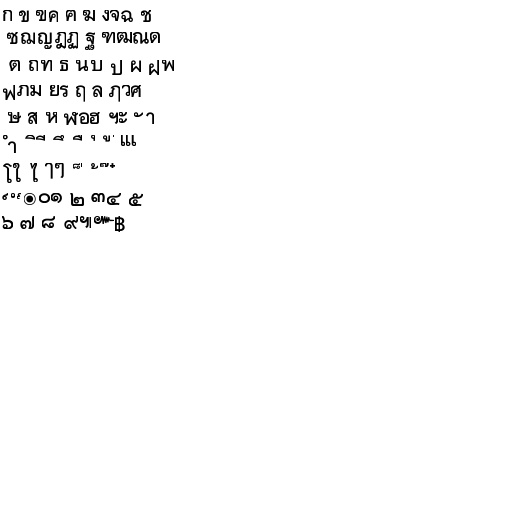 ก ข ฃค ฅ ฆ งจฉ ช
ซฌญฎฏ ฐ ฑฒณด
ต ถท ธ นบ ป ผ ฝพ
ฟภม ยร ฤ ล ฦวศ
ษ ส ห ฬอฮ ฯะ ั า
ำ ิ ี ึ ื ุ ู ฺ เแ
โใ ไ ๅๆ ็ ่ ้ ๊ ๋
์ ํ ๎ ๏๐๑ ๒ ๓๔ ๕
๖ ๗ ๘ ๙๚ ๛฿